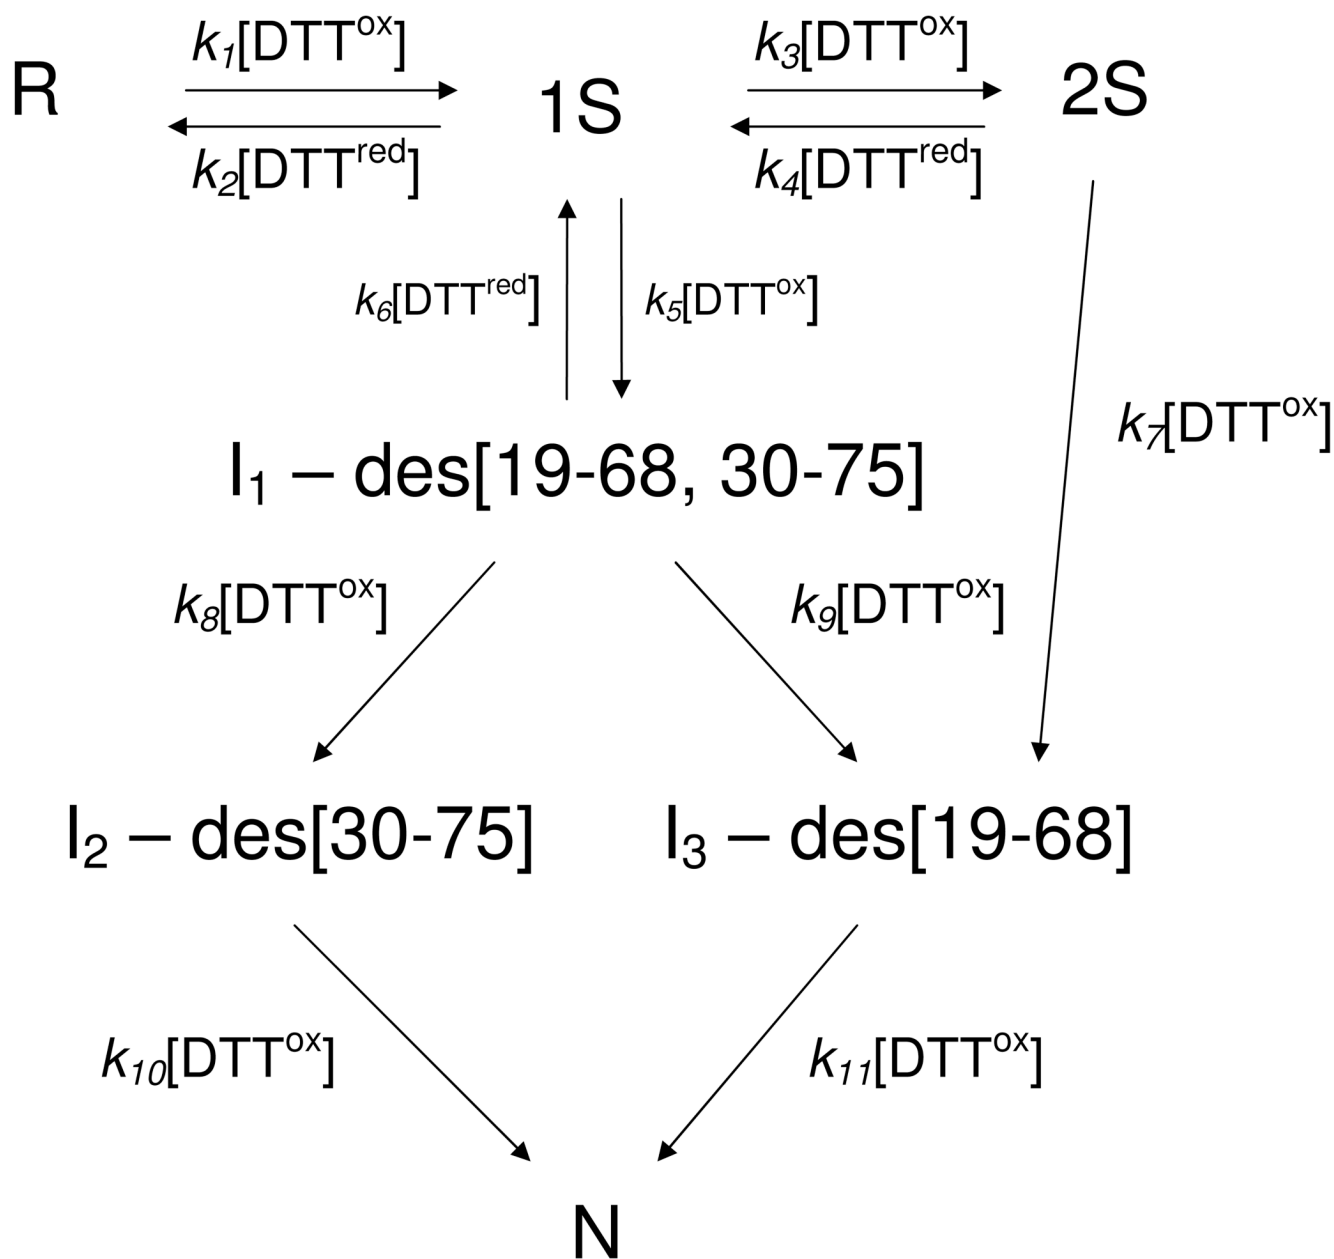 k₁[DTTᵒˣ] k₃[DTTᵒˣ]
R 1S 2S
k₂[DTTʳᵉᵈ] k₄[DTTʳᵉᵈ]
k₆[DTTʳᵉᵈ] k₅[DTTᵒˣ]
k₇[DTTᵒˣ]
I₁ – des[19-68, 30-75]
k₈[DTTᵒˣ] k₉[DTTᵒˣ]
I₂ – des[30-75] I₃ – des[19-68]
k₁₀[DTTᵒˣ] k₁₁[DTTᵒˣ]
N